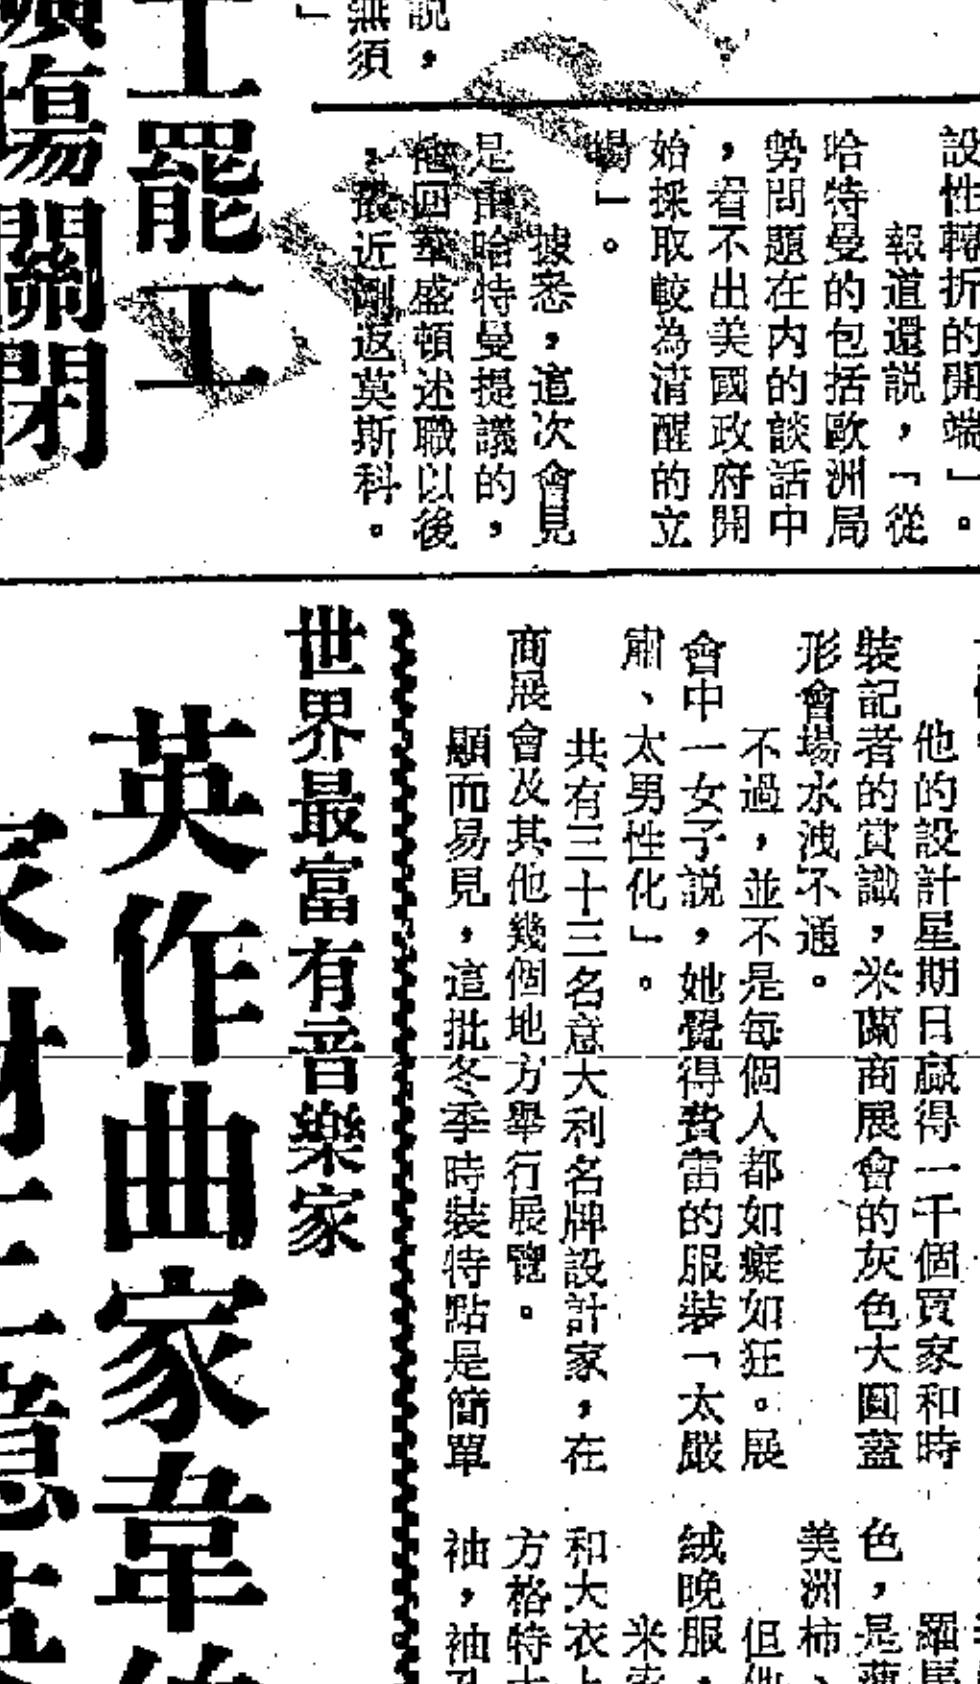 設性轉折的開端」。
報道還説，「從
哈特曼的包括歐洲局
勢問題在内的談話中
，看不出美國政府開
始採取較為清醒的立
場」。
據悉，這次會見
是由哈特曼提議的，
他回華盛頓述職以後
，最近剛返莫斯科。
説，
無須
」
工罷工
場關閉
他的設計星期日贏得一千個買家和時
裝記者的賞識，米蘭商展會的灰色大圓蓋
形會場水洩不通。
不過，並不是每個人都如癡如狂。展
會中一女子説，她覺得費雷的服裝「太嚴
肅、太男性化」。
共有三十三名意大利名牌設計家，在
商展會及其他幾個地方舉行展覽。
顯而易見，這批冬季時裝特點是簡單
羅馬
色，是
美洲柿、
但他
絨晚服，
米索
和大衣上
方格特大
袖，袖孔
世界最富有音樂家
英作曲家韋
家財